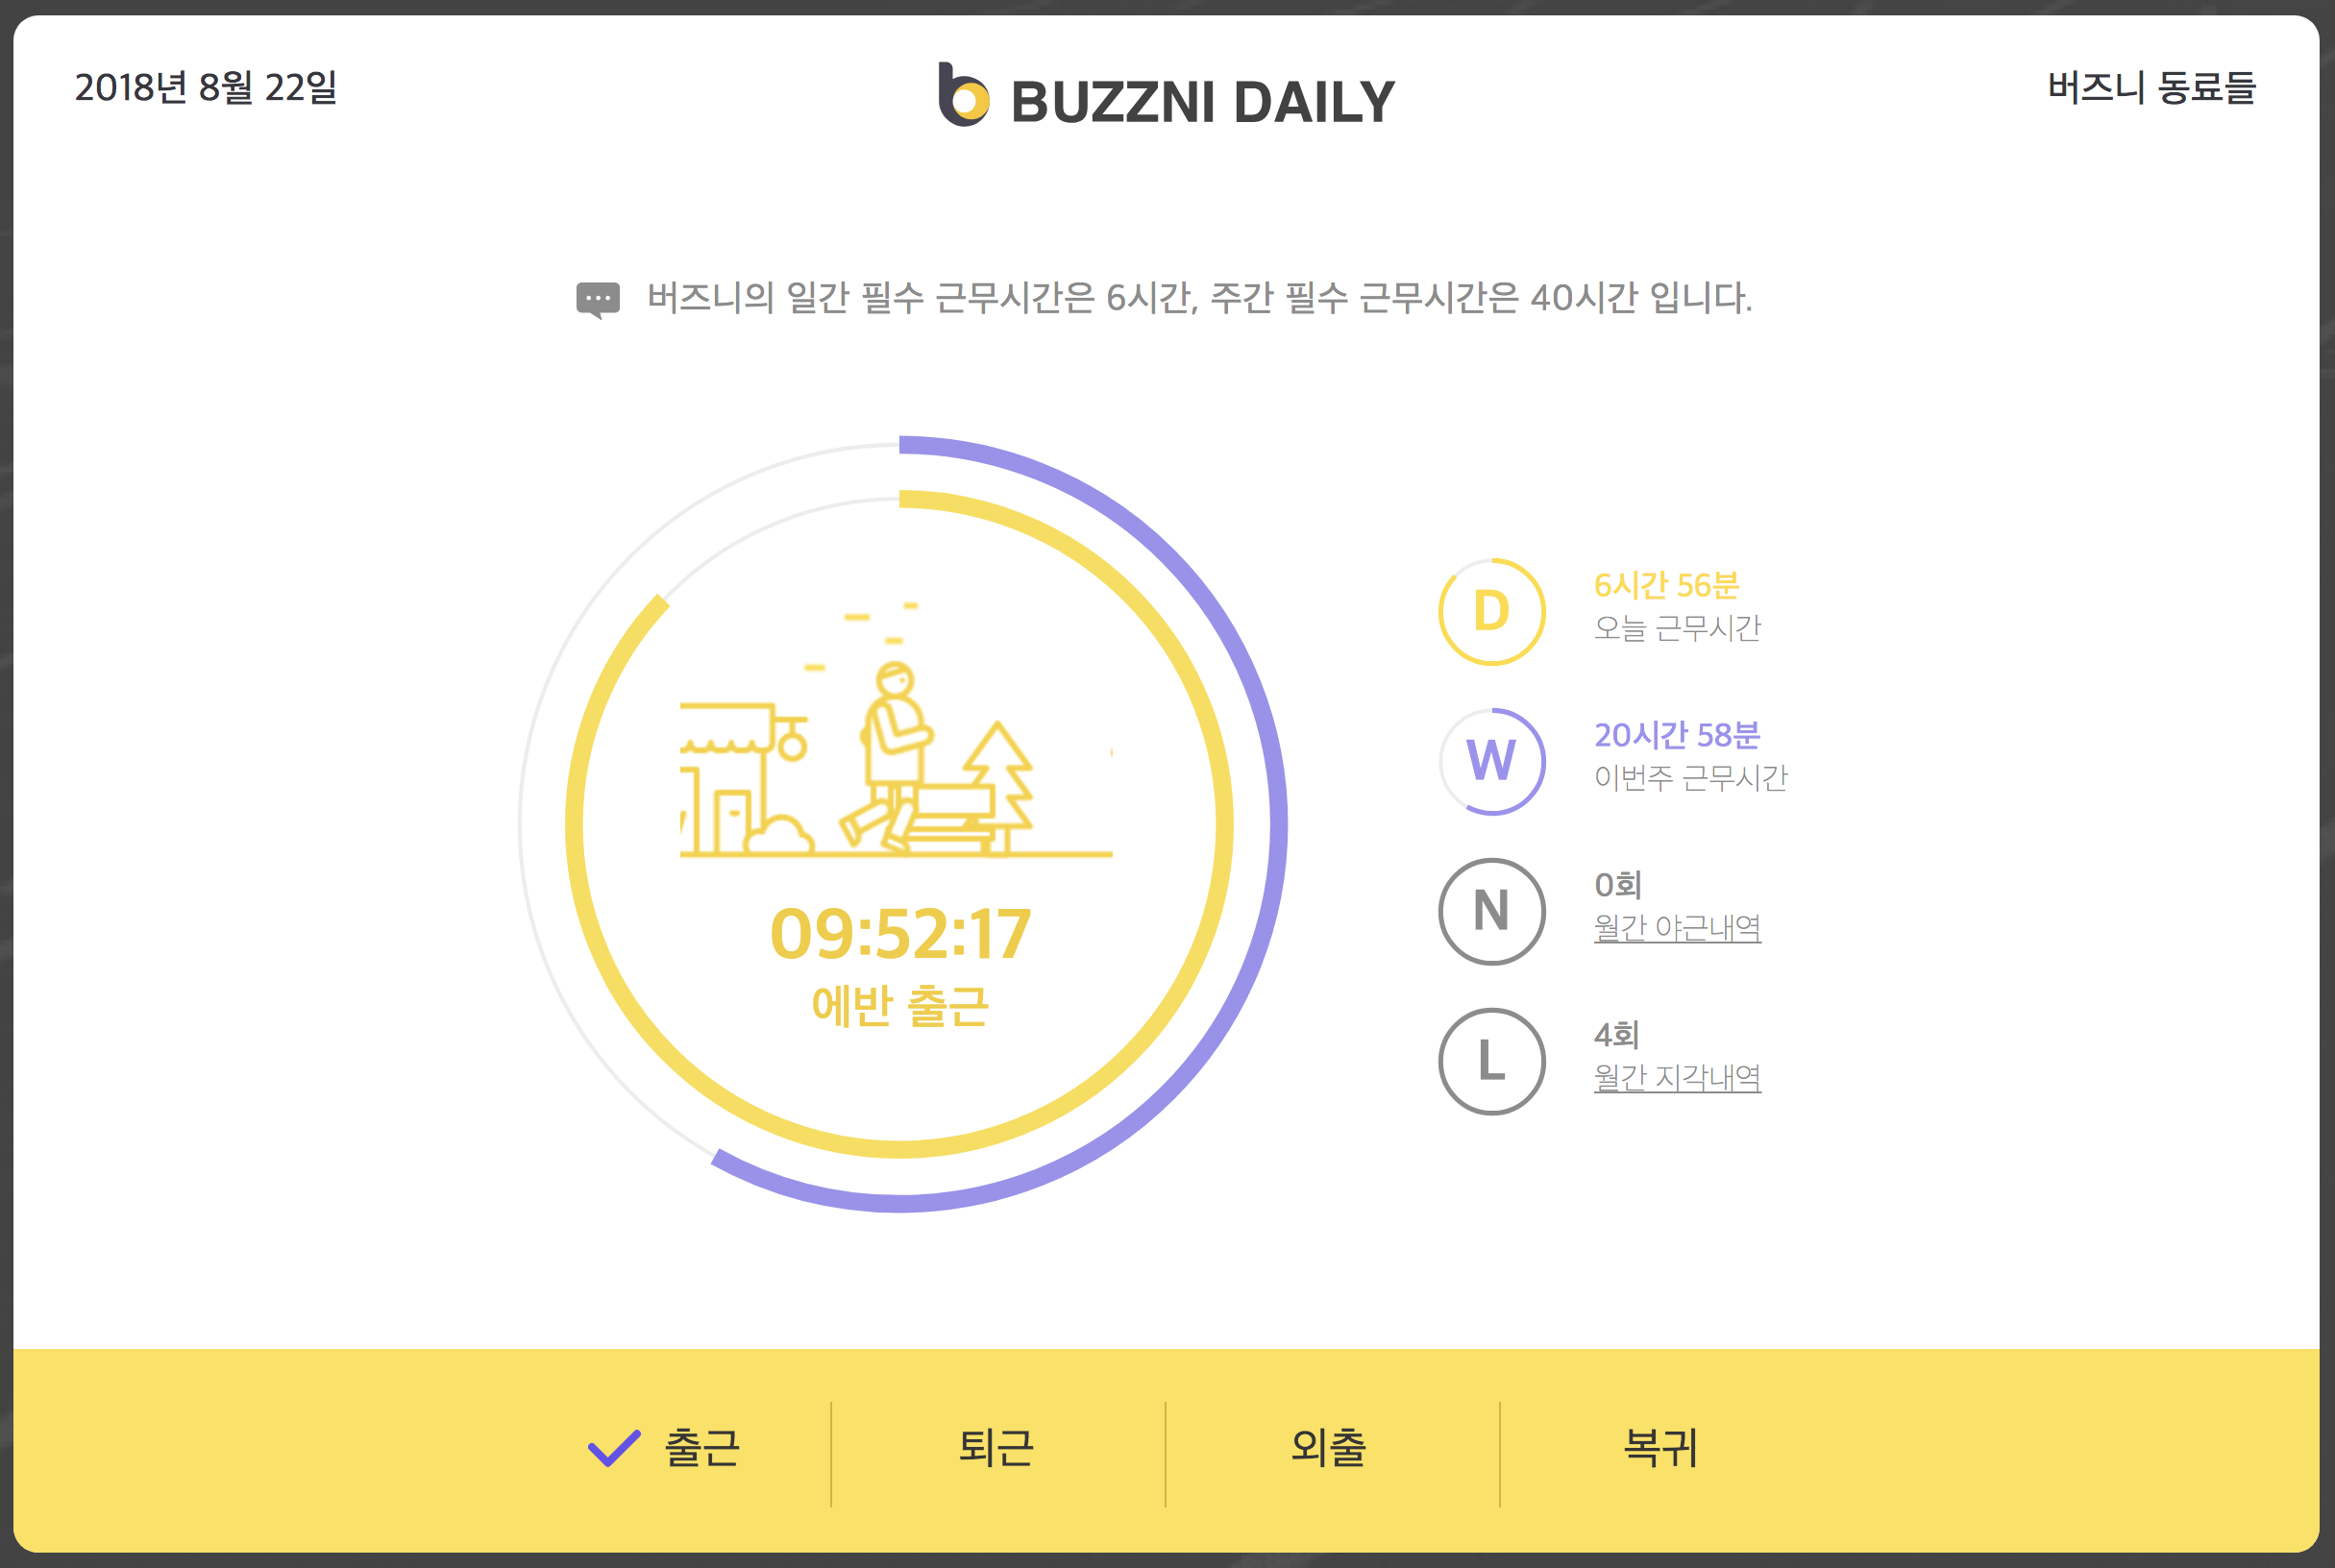 2018년 8월 22일
BUZZNI DAILY
버즈니 동료들
버즈니의 일간 필수 근무시간은 6시간, 주간 필수 근무시간은 40시간 입니다.
09:52:17
에반 출근
D
6시간 56분
오늘 근무시간
W
20시간 58분
이번주 근무시간
N
0회
월간 야근내역
L
4회
월간 지각내역
출근
퇴근
외출
복귀